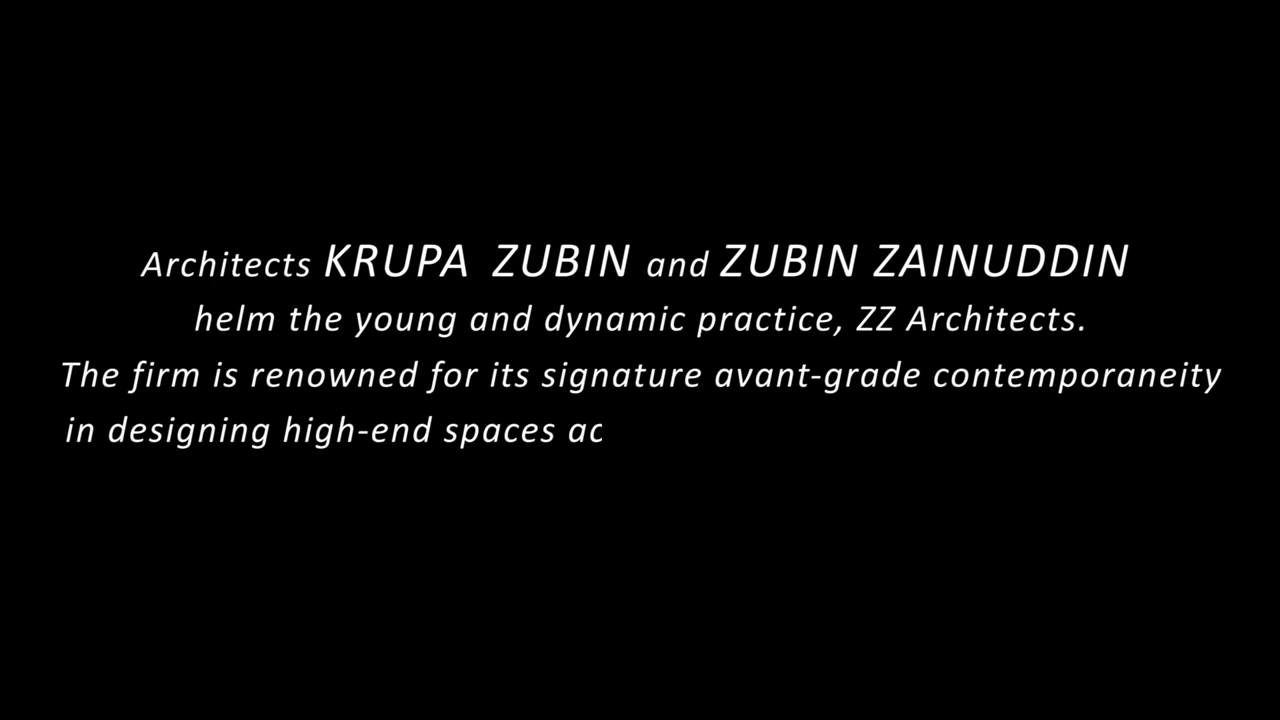 Architects KRUPA ZUBIN and ZUBIN ZAINUDDIN
helm the young and dynamic practice, ZZ Architects.
The firm is renowned for its signature avant-grade contemporaneity
in designing high-end spaces ac